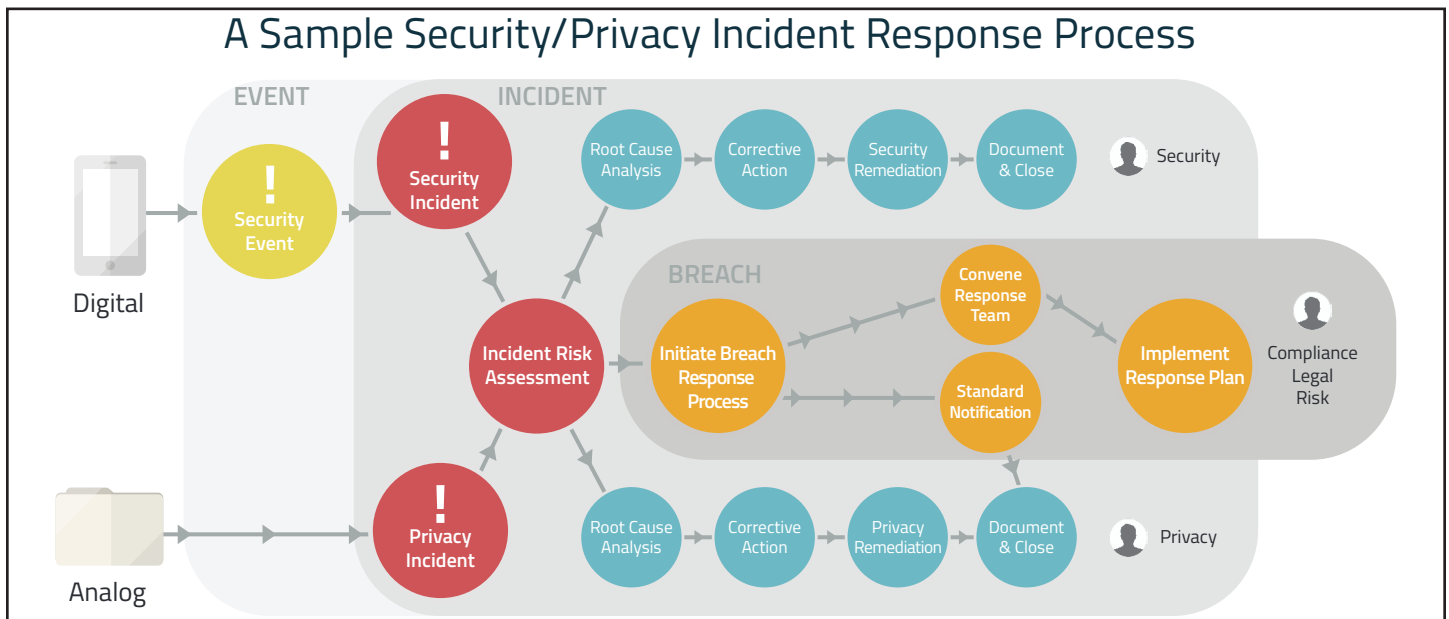 A Sample Security/Privacy Incident Response Process
EVENT
INCIDENT
!
Security
Incident
Root Cause
Analysis
Corrective
Action
Security
Remediation
Document
& Close
Security
!
Security
Event
Digital
BREACH
Convene
Response
Team
Incident Risk
Assessment
Initiate Breach
Response
Process
Implement
Response Plan
Compliance
Legal
Risk
Standard
Notification
!
Privacy
Incident
Root Cause
Analysis
Corrective
Action
Privacy
Remediation
Document
& Close
Privacy
Analog